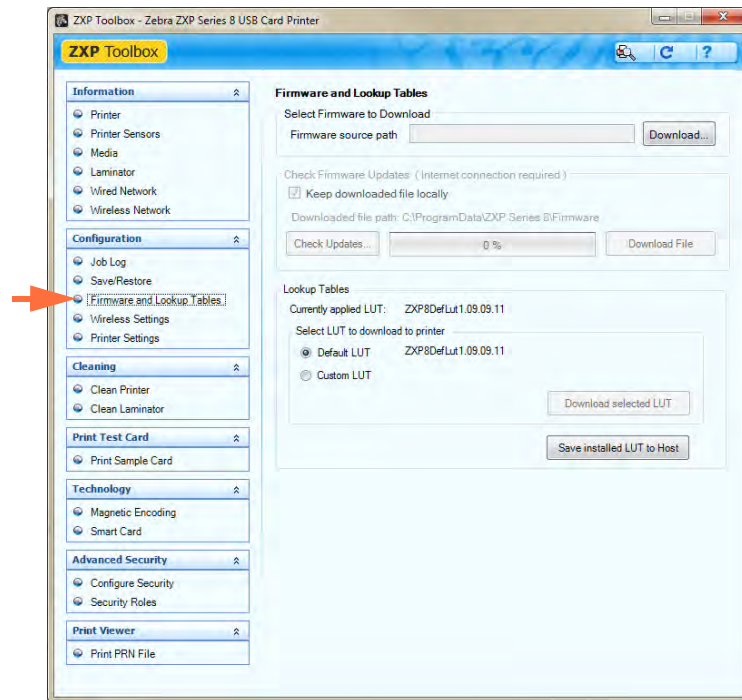 ZXP Toolbox - Zebra ZXP Series 8 USB Card Printer
ZXP Toolbox
?
Information
Printer
Printer Sensors
Media
Laminator
Wired Network
Wireless Network
Configuration
Job Log
Save/Restore
Firmware and Lookup Tables
Wireless Settings
Printer Settings
Cleaning
Clean Printer
Clean Laminator
Print Test Card
Print Sample Card
Technology
Magnetic Encoding
Smart Card
Advanced Security
Configure Security
Security Roles
Print Viewer
Print PRN File
Firmware and Lookup Tables
Select Firmware to Download
Firmware source path
Download...
Check Firmware Updates ( Internet connection required )
Keep downloaded file locally
Downloaded file path: C:\ProgramData\ZXP Series 8\Firmware
Check Updates... 0 % Download File
Lookup Tables
Currently applied LUT: ZXP8DefLut1.09.09.11
Select LUT to download to printer
Default LUT ZXP8DefLut1.09.09.11
Custom LUT
Download selected LUT
Save installed LUT to Host